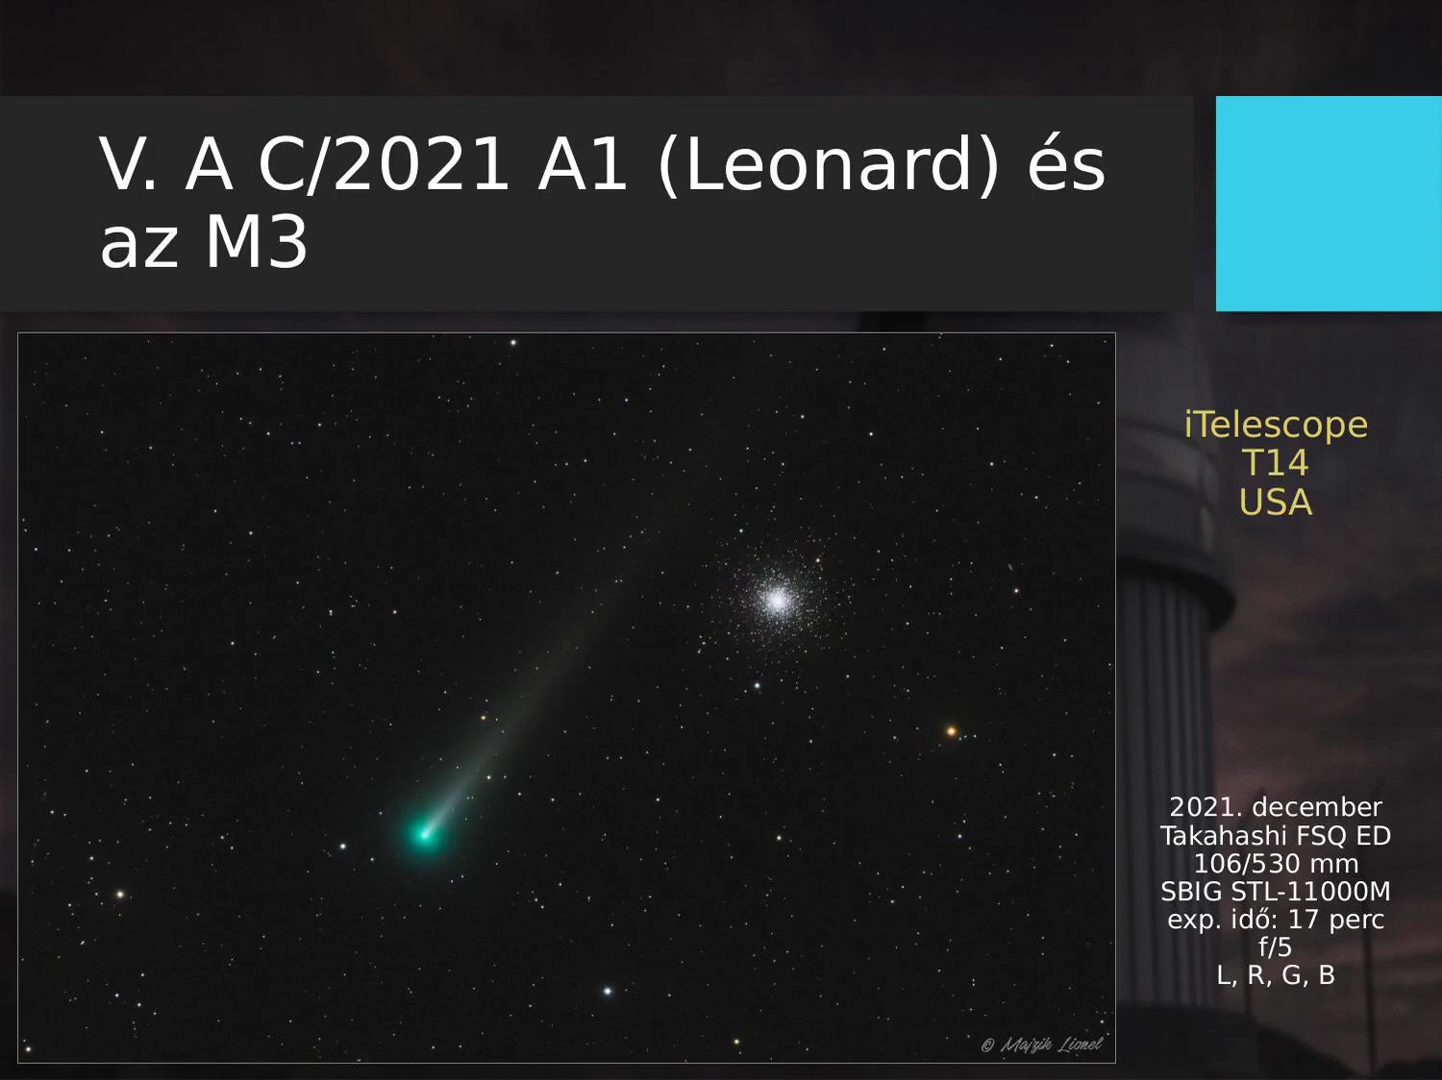 V. A C/2021 A1 (Leonard) és
az M3
iTelescope
T14
USA
2021. december
Takahashi FSQ ED
106/530 mm
SBIG STL-11000M
exp. idő: 17 perc
f/5
L, R, G, B
© Majzik Lionel